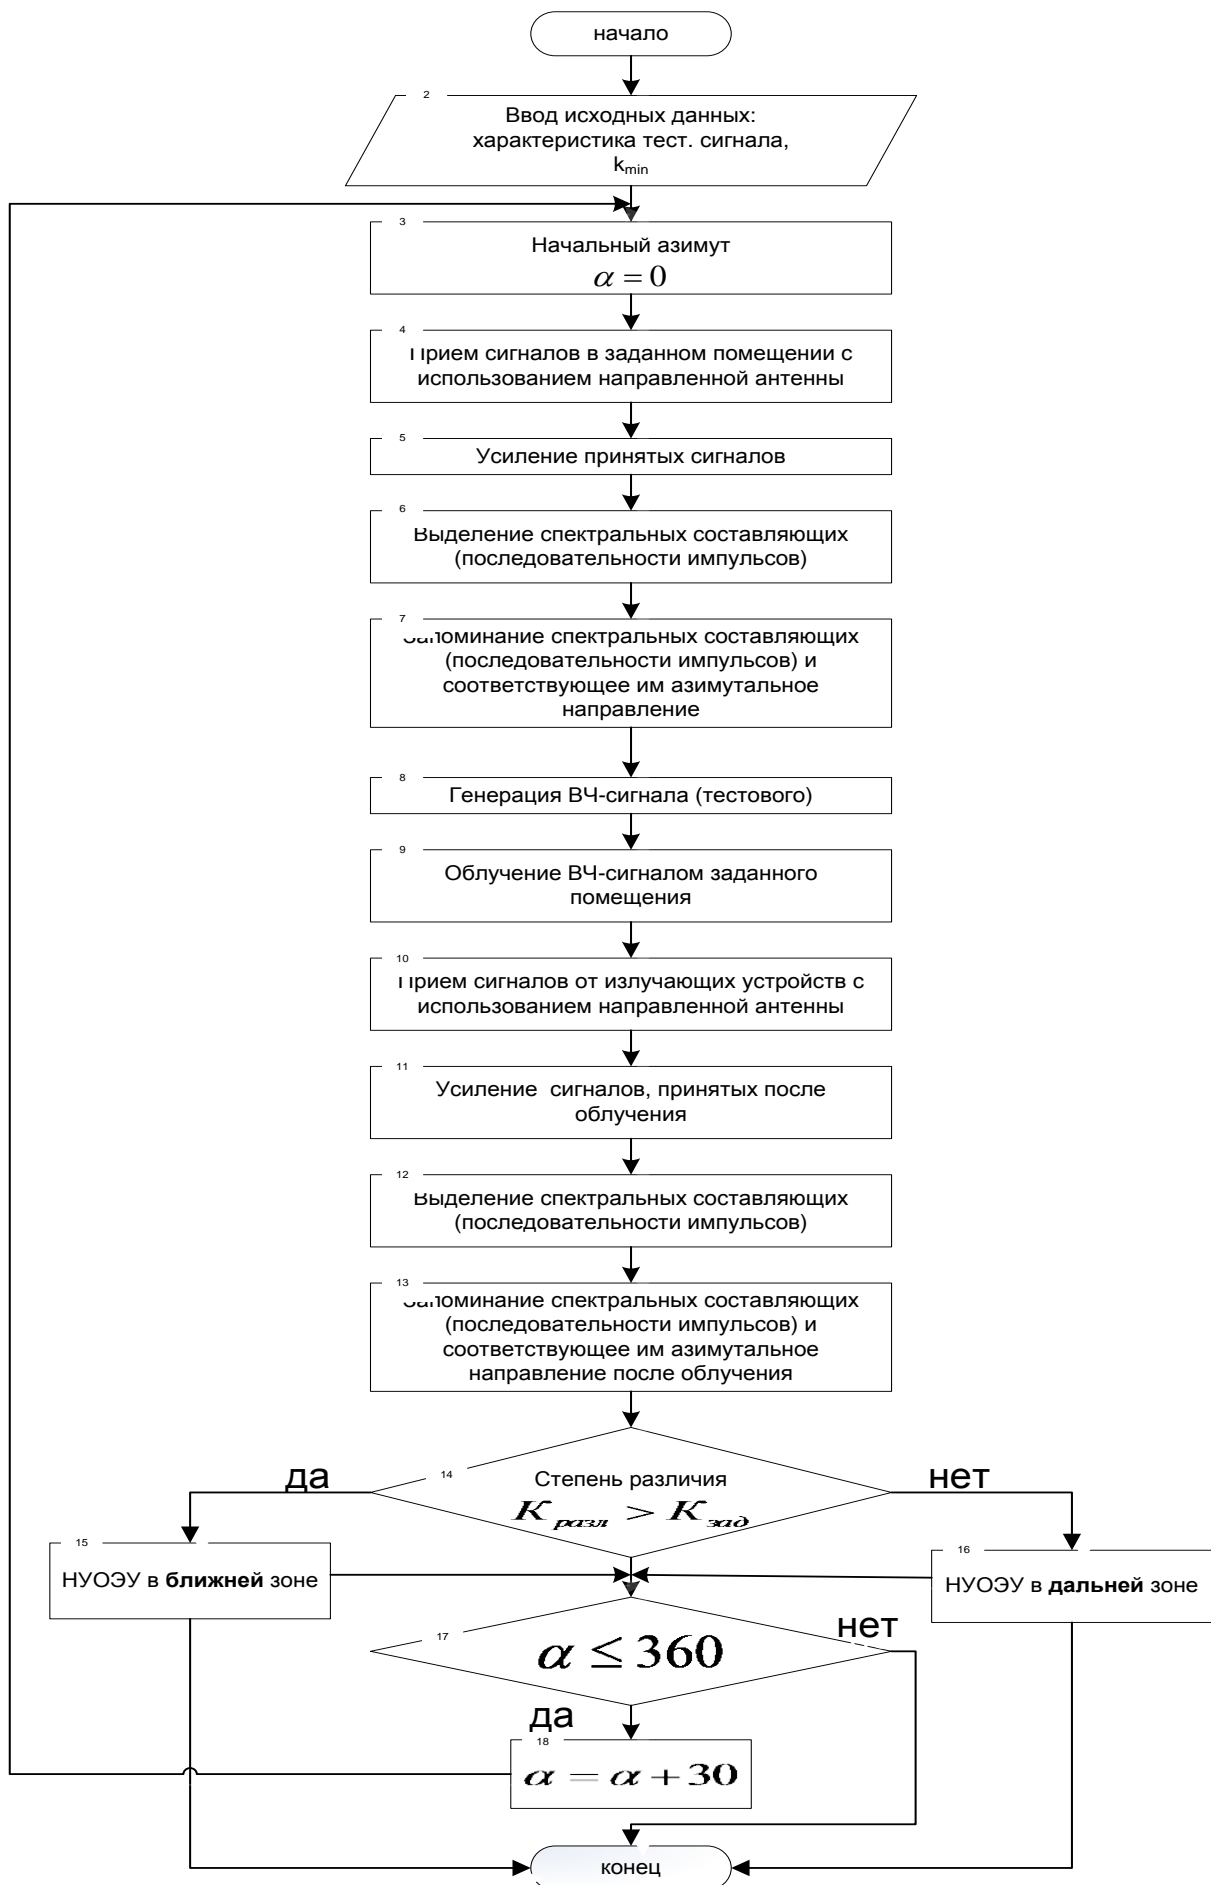 начало
2
Ввод исходных данных:
характеристика тест. сигнала,
k_min
3
Начальный азимут
α = 0
4
Прием сигналов в заданном помещении с
использованием направленной антенны
5
Усиление принятых сигналов
6
Выделение спектральных составляющих
(последовательности импульсов)
7
Запоминание спектральных составляющих
(последовательности импульсов) и
соответствующее им азимутальное
направление
8
Генерация ВЧ-сигнала (тестового)
9
Облучение ВЧ-сигналом заданного
помещения
10
Прием сигналов от излучающих устройств с
использованием направленной антенны
11
Усиление сигналов, принятых после
облучения
12
Выделение спектральных составляющих
(последовательности импульсов)
13
Запоминание спектральных составляющих
(последовательности импульсов) и
соответствующее им азимутальное
направление после облучения
да
14
Степень различия
K разл > K зад
нет
15
НУОЭУ в ближней зоне
16
НУОЭУ в дальней зоне
17
α ≤ 360
нет
да
18
α = α + 30
конец